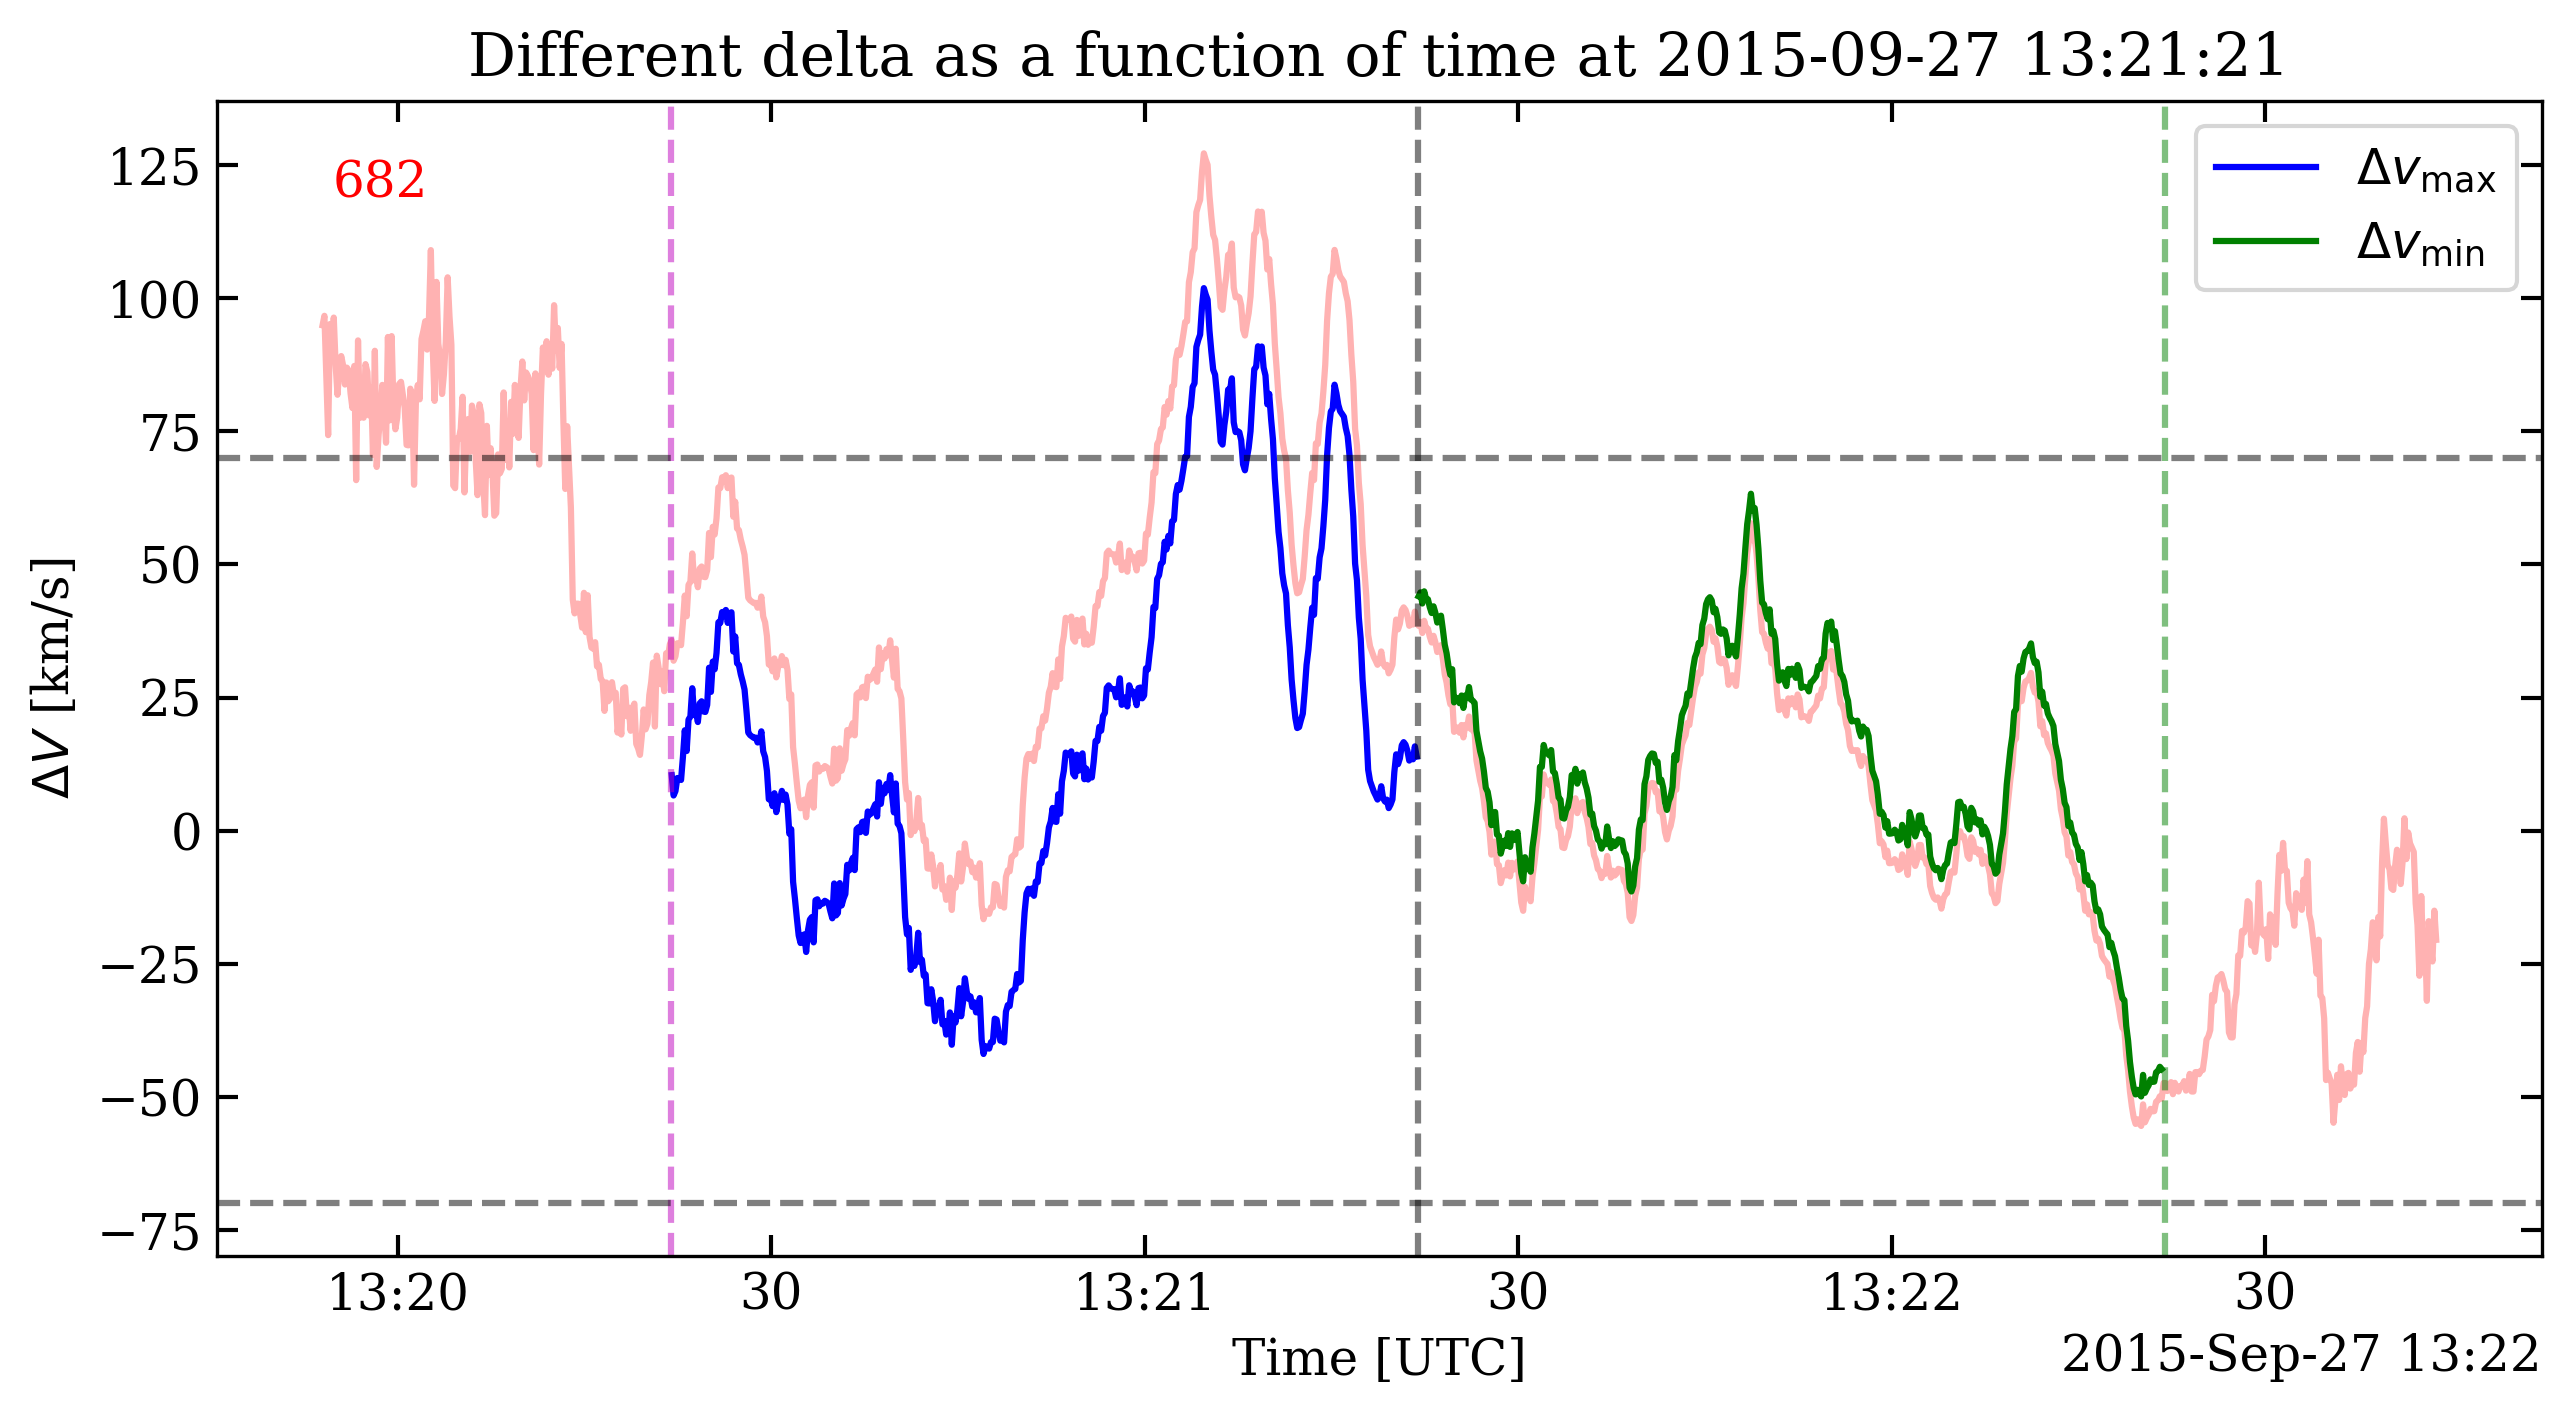 Different delta as a function of time at 2015-09-27 13:21:21
682
Δv_max
Δv_min
ΔV [km/s]
125
100
75
50
25
0
−25
−50
−75
13:20 30 13:21 30 13:22 30
Time [UTC]
2015-Sep-27 13:22